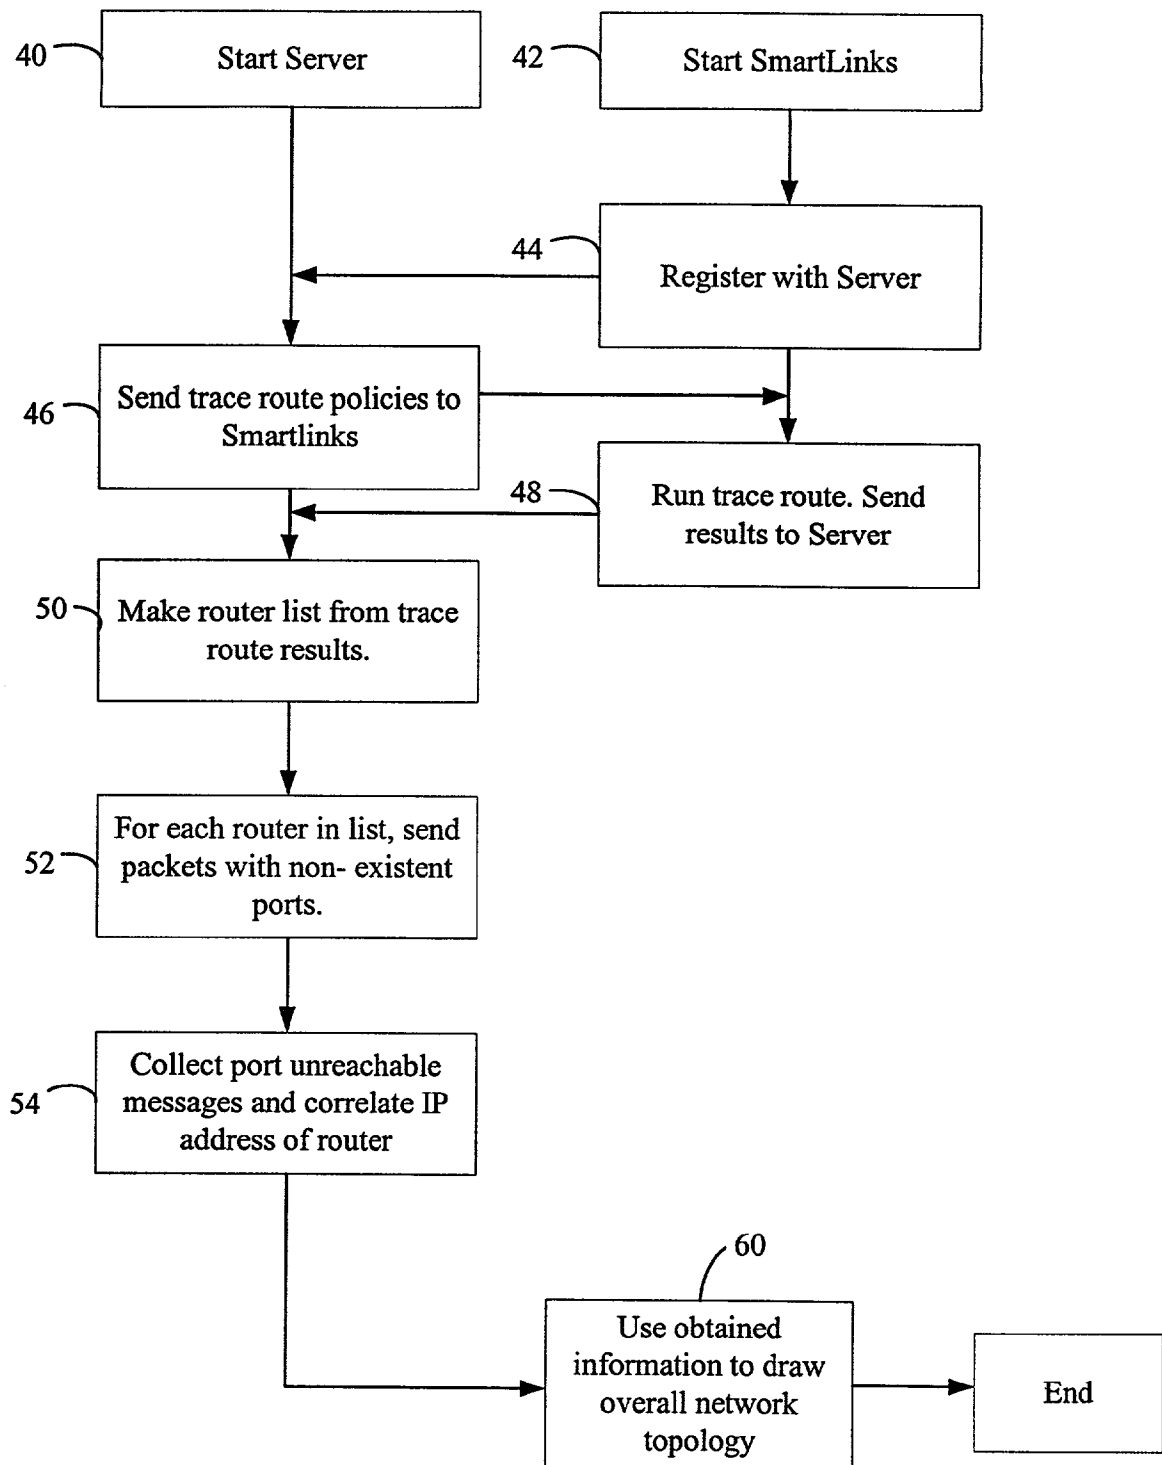 40
Start Server
42
Start SmartLinks
44
Register with Server
46
Send trace route policies to
Smartlinks
48
Run trace route. Send
results to Server
50
Make router list from trace
route results.
52
For each router in list, send
packets with non- existent
ports.
54
Collect port unreachable
messages and correlate IP
address of router
60
Use obtained
information to draw
overall network
topology
End